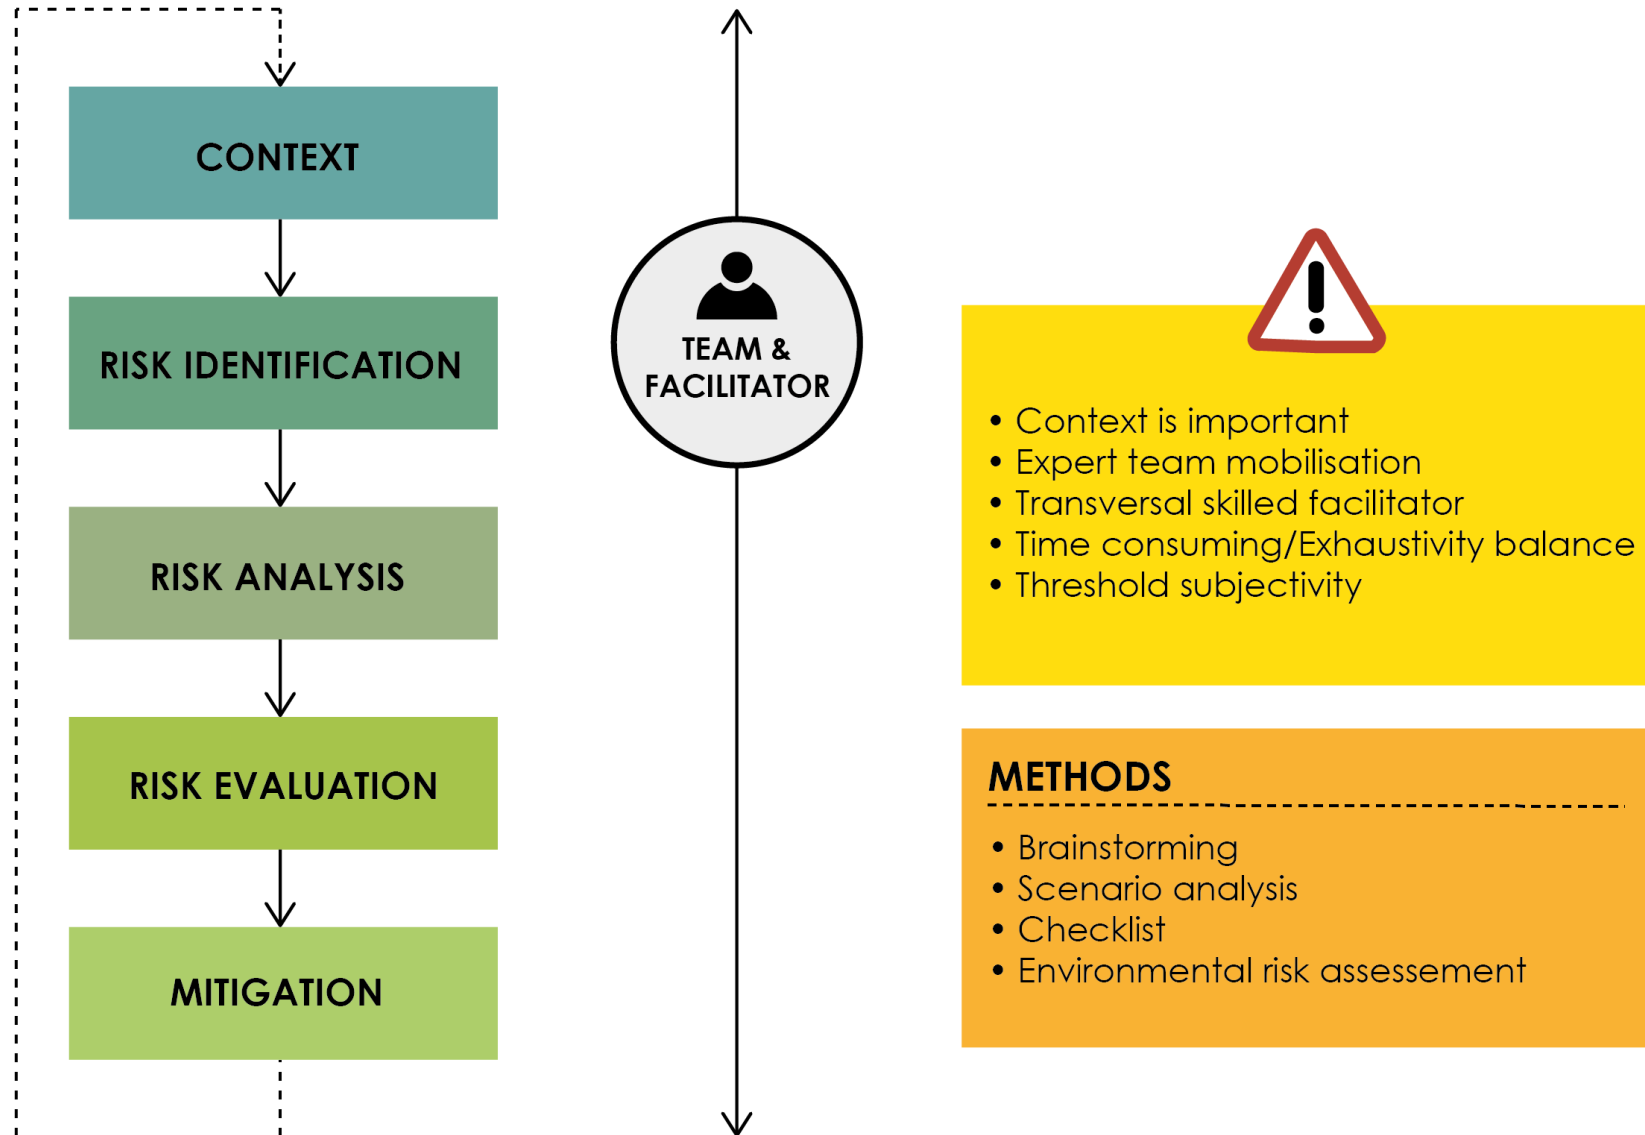 CONTEXT
RISK IDENTIFICATION
RISK ANALYSIS
RISK EVALUATION
MITIGATION
TEAM &
FACILITATOR
• Context is important
• Expert team mobilisation
• Transversal skilled facilitator
• Time consuming/Exhaustivity balance
• Threshold subjectivity
METHODS
• Brainstorming
• Scenario analysis
• Checklist
• Environmental risk assessement